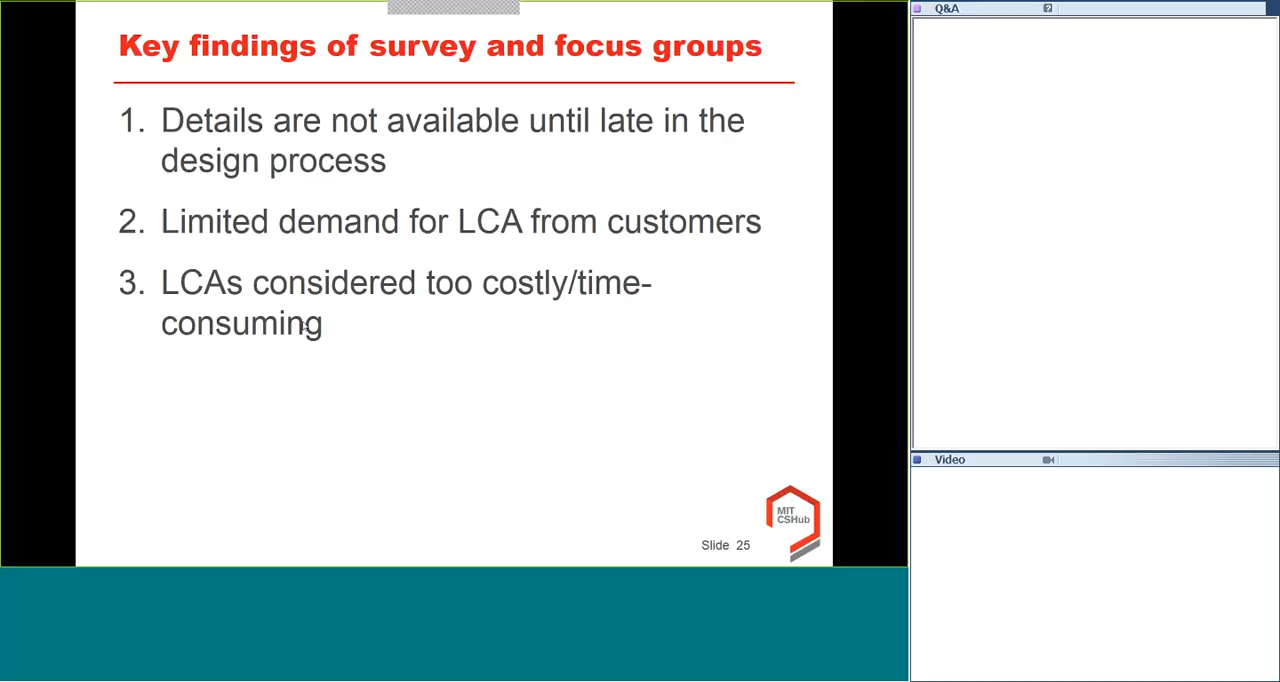 Key findings of survey and focus groups
1. Details are not available until late in the
design process
2. Limited demand for LCA from customers
3. LCAs considered too costly/time-
consuming
MIT
CSHub
Slide 25
Q&A
?
Video